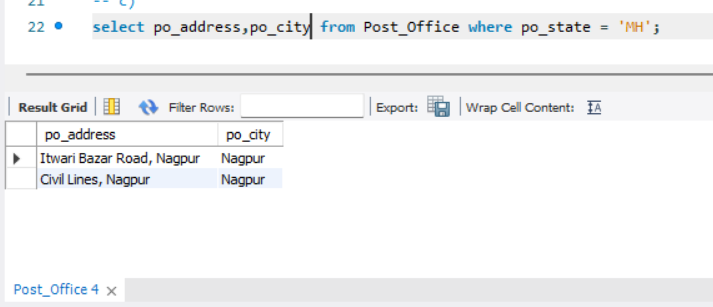 21 -- c)
22 select po_address,po_city from Post_Office where po_state = 'MH';
Result Grid Filter Rows: Export: Wrap Cell Content:
po_address po_city
Itwari Bazar Road, Nagpur Nagpur
Civil Lines, Nagpur Nagpur
Post_Office 4 ×